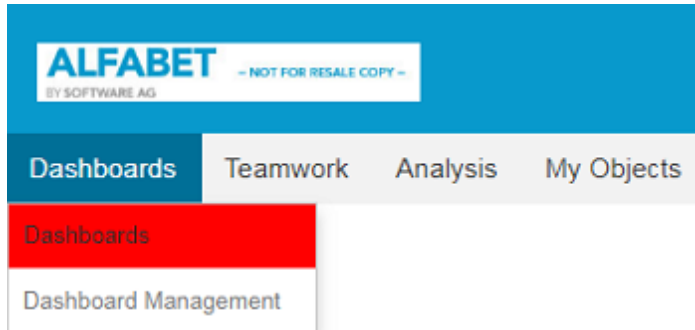 ALFABET – NOT FOR RESALE COPY –
BY SOFTWARE AG
Dashboards Teamwork Analysis My Objects
Dashboards
Dashboard Management